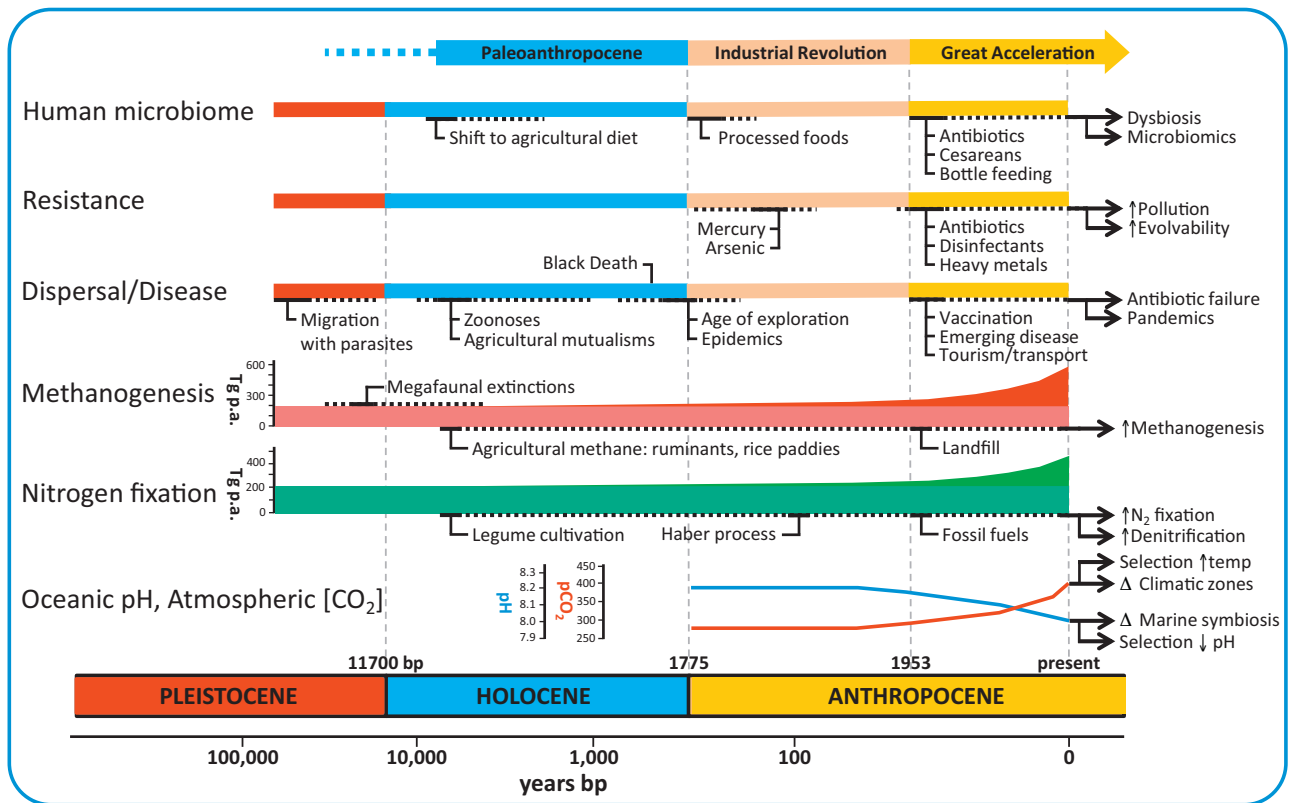 Paleoanthropocene Industrial Revolution Great Acceleration
Human microbiome
Shift to agricultural diet
Processed foods
Antibiotics
Cesareans
Bottle feeding
Dysbiosis
Microbiomics
Resistance
Mercury
Arsenic
Antibiotics
Disinfectants
Heavy metals
↑Pollution
↑Evolvability
Dispersal/Disease
Black Death
Migration
with parasites
Zoonoses
Agricultural mutualisms
Age of exploration
Epidemics
Vaccination
Emerging disease
Tourism/transport
Antibiotic failure
Pandemics
Methanogenesis
Tg p.a.
600
300
0
Megafaunal extinctions
Agricultural methane: ruminants, rice paddies
Landfill
↑Methanogenesis
Nitrogen fixation
Tg p.a.
400
200
0
Legume cultivation
Haber process
Fossil fuels
↑N₂ fixation
↑Denitrification
Oceanic pH, Atmospheric [CO₂]
pH
8.3
8.2
8.1
8.0
7.9
pCO₂
450
400
350
300
250
Selection ↑temp
Δ Climatic zones
Δ Marine symbiosis
Selection ↓ pH
11700 bp 1775 1953 present
PLEISTOCENE HOLOCENE ANTHROPOCENE
100,000 10,000 1,000 100 0
years bp